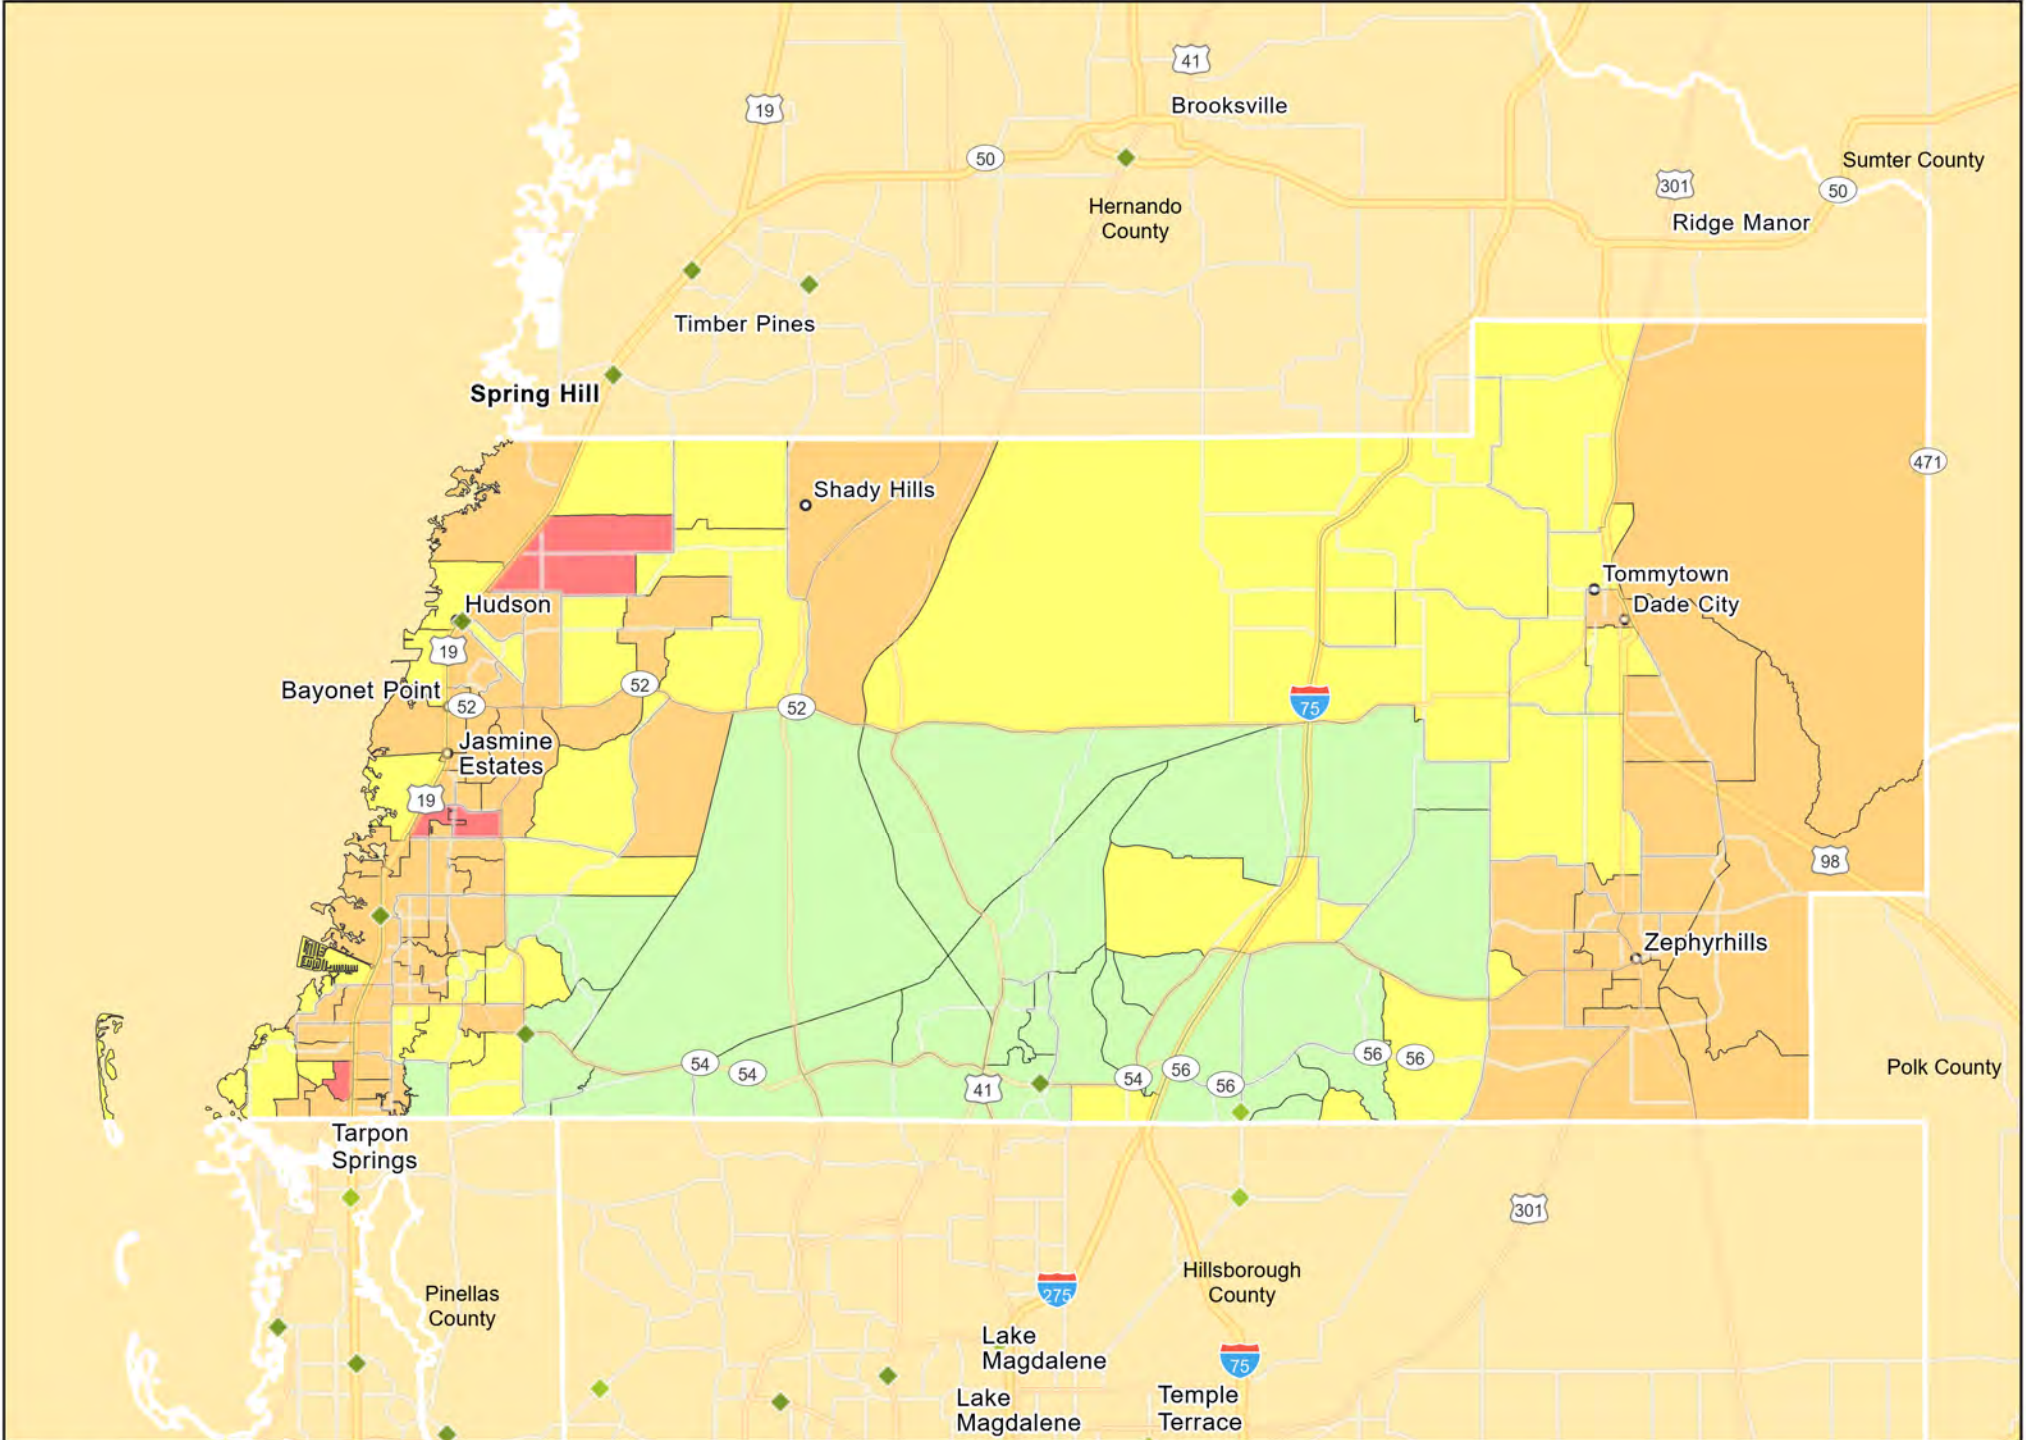 41
Brooksville
19
50
Sumter County
301
50
Hernando
County
Ridge Manor
Timber Pines
Spring Hill
471
Shady Hills
Tommytown
Hudson
Dade City
19
52
Bayonet Point
52
52
75
Jasmine
Estates
19
98
Zephyrhills
54
54
41
54
56
56
56
56
Polk County
Tarpon
Springs
301
Pinellas
County
Hillsborough
County
275
Lake
Magdalene
75
Lake
Magdalene
Temple
Terrace